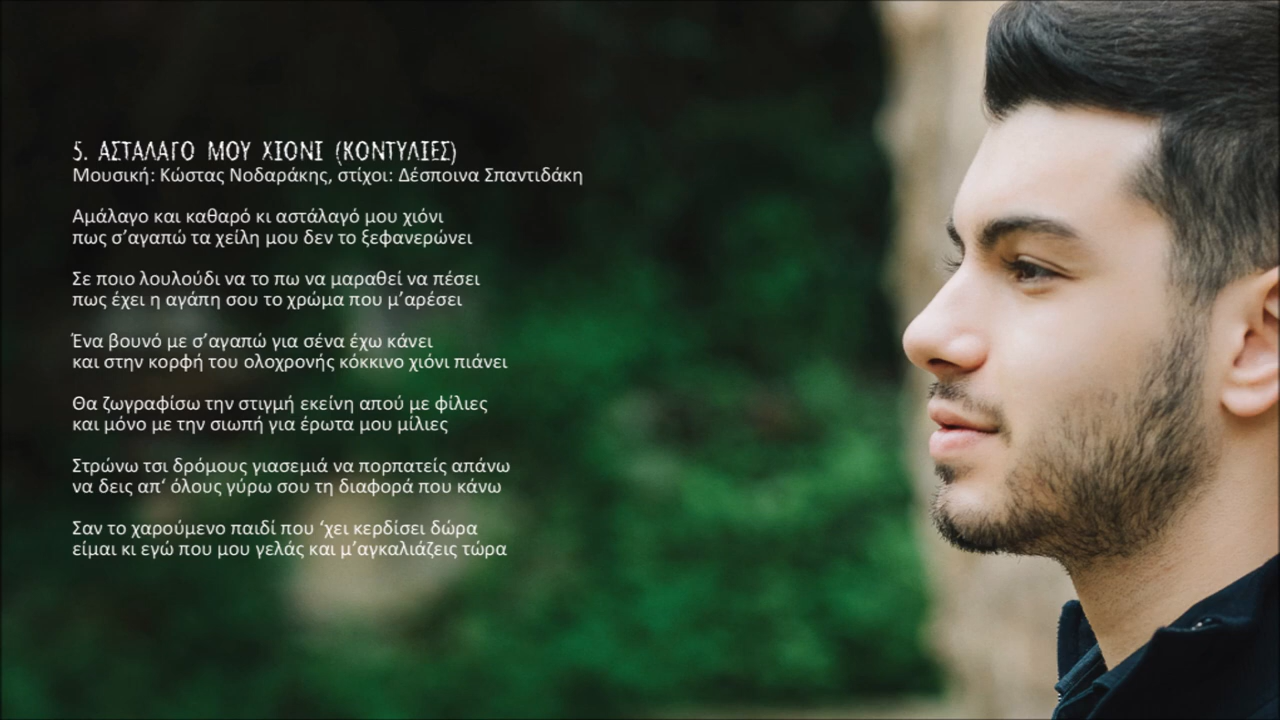 5. ΑΣΤΑΛΑΓΟ ΜΟΥ ΧΙΟΝΙ (ΚΟΝΤΥΛΙΕΣ)
Μουσική: Κώστας Νοδαράκης, στίχοι: Δέσποινα Σπαντιδάκη
Αμάλαγο και καθαρό κι αστάλαγό μου χιόνι
πως σ’αγαπώ τα χείλη μου δεν το ξεφανερώνει
Σε ποιο λουλούδι να το πω να μαραθεί να πέσει
πως έχει η αγάπη σου το χρώμα που μ’αρέσει
Ένα βουνό με σ’αγαπώ για σένα έχω κάνει
και στην κορφή του ολοχρονής κόκκινο χιόνι πιάνει
Θα ζωγραφίσω την στιγμή εκείνη απού με φίλιες
και μόνο με την σιωπή για έρωτα μου μίλιες
Στρώνω τσι δρόμους γιασεμιά να πορπατείς απάνω
να δεις απ‘ όλους γύρω σου τη διαφορά που κάνω
Σαν το χαρούμενο παιδί που ‘χει κερδίσει δώρα
είμαι κι εγώ που μου γελάς και μ’αγκαλιάζεις τώρα